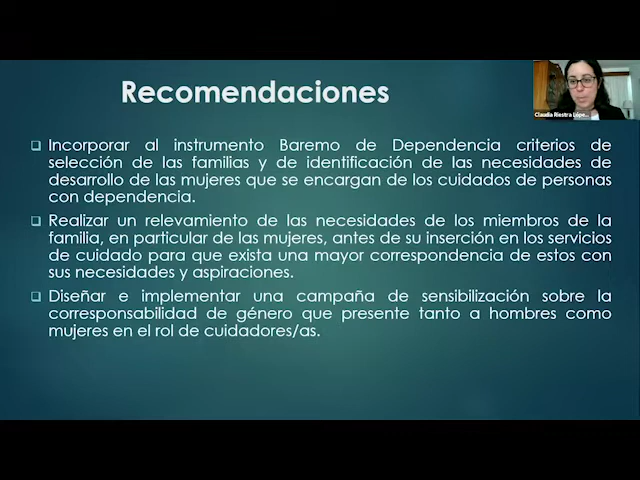 Recomendaciones
Claudia Riestra Lópe...
❑ Incorporar al instrumento Baremo de Dependencia criterios de
selección de las familias y de identificación de las necesidades de
desarrollo de las mujeres que se encargan de los cuidados de personas
con dependencia.
❑ Realizar un relevamiento de las necesidades de los miembros de la
familia, en particular de las mujeres, antes de su inserción en los servicios
de cuidado para que exista una mayor correspondencia de estos con
sus necesidades y aspiraciones.
❑ Diseñar e implementar una campaña de sensibilización sobre la
corresponsabilidad de género que presente tanto a hombres como
mujeres en el rol de cuidadores/as.